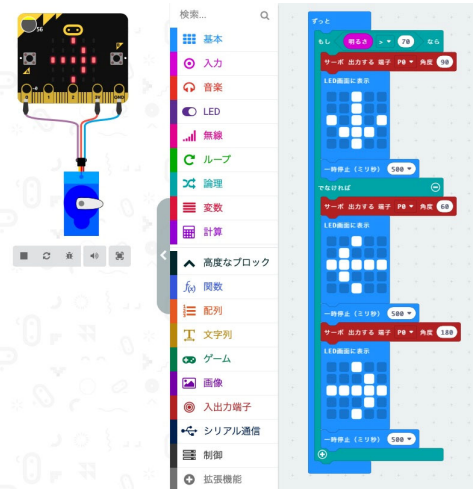 56
0
0
1
2
3V
GND
検索...
基本
入力
音楽
LED
無線
ループ
論理
変数
計算
高度なブロック
f(x) 関数
配列
T 文字列
ゲーム
画像
入出力端子
シリアル通信
制御
拡張機能
ずっと
もし 明るさ > 70 なら
サーボ 出力する 端子 P0 角度 90
LED画面に表示
一時停止 (ミリ秒) 500
でなければ
サーボ 出力する 端子 P0 角度 60
LED画面に表示
一時停止 (ミリ秒) 500
サーボ 出力する 端子 P0 角度 180
LED画面に表示
一時停止 (ミリ秒) 500